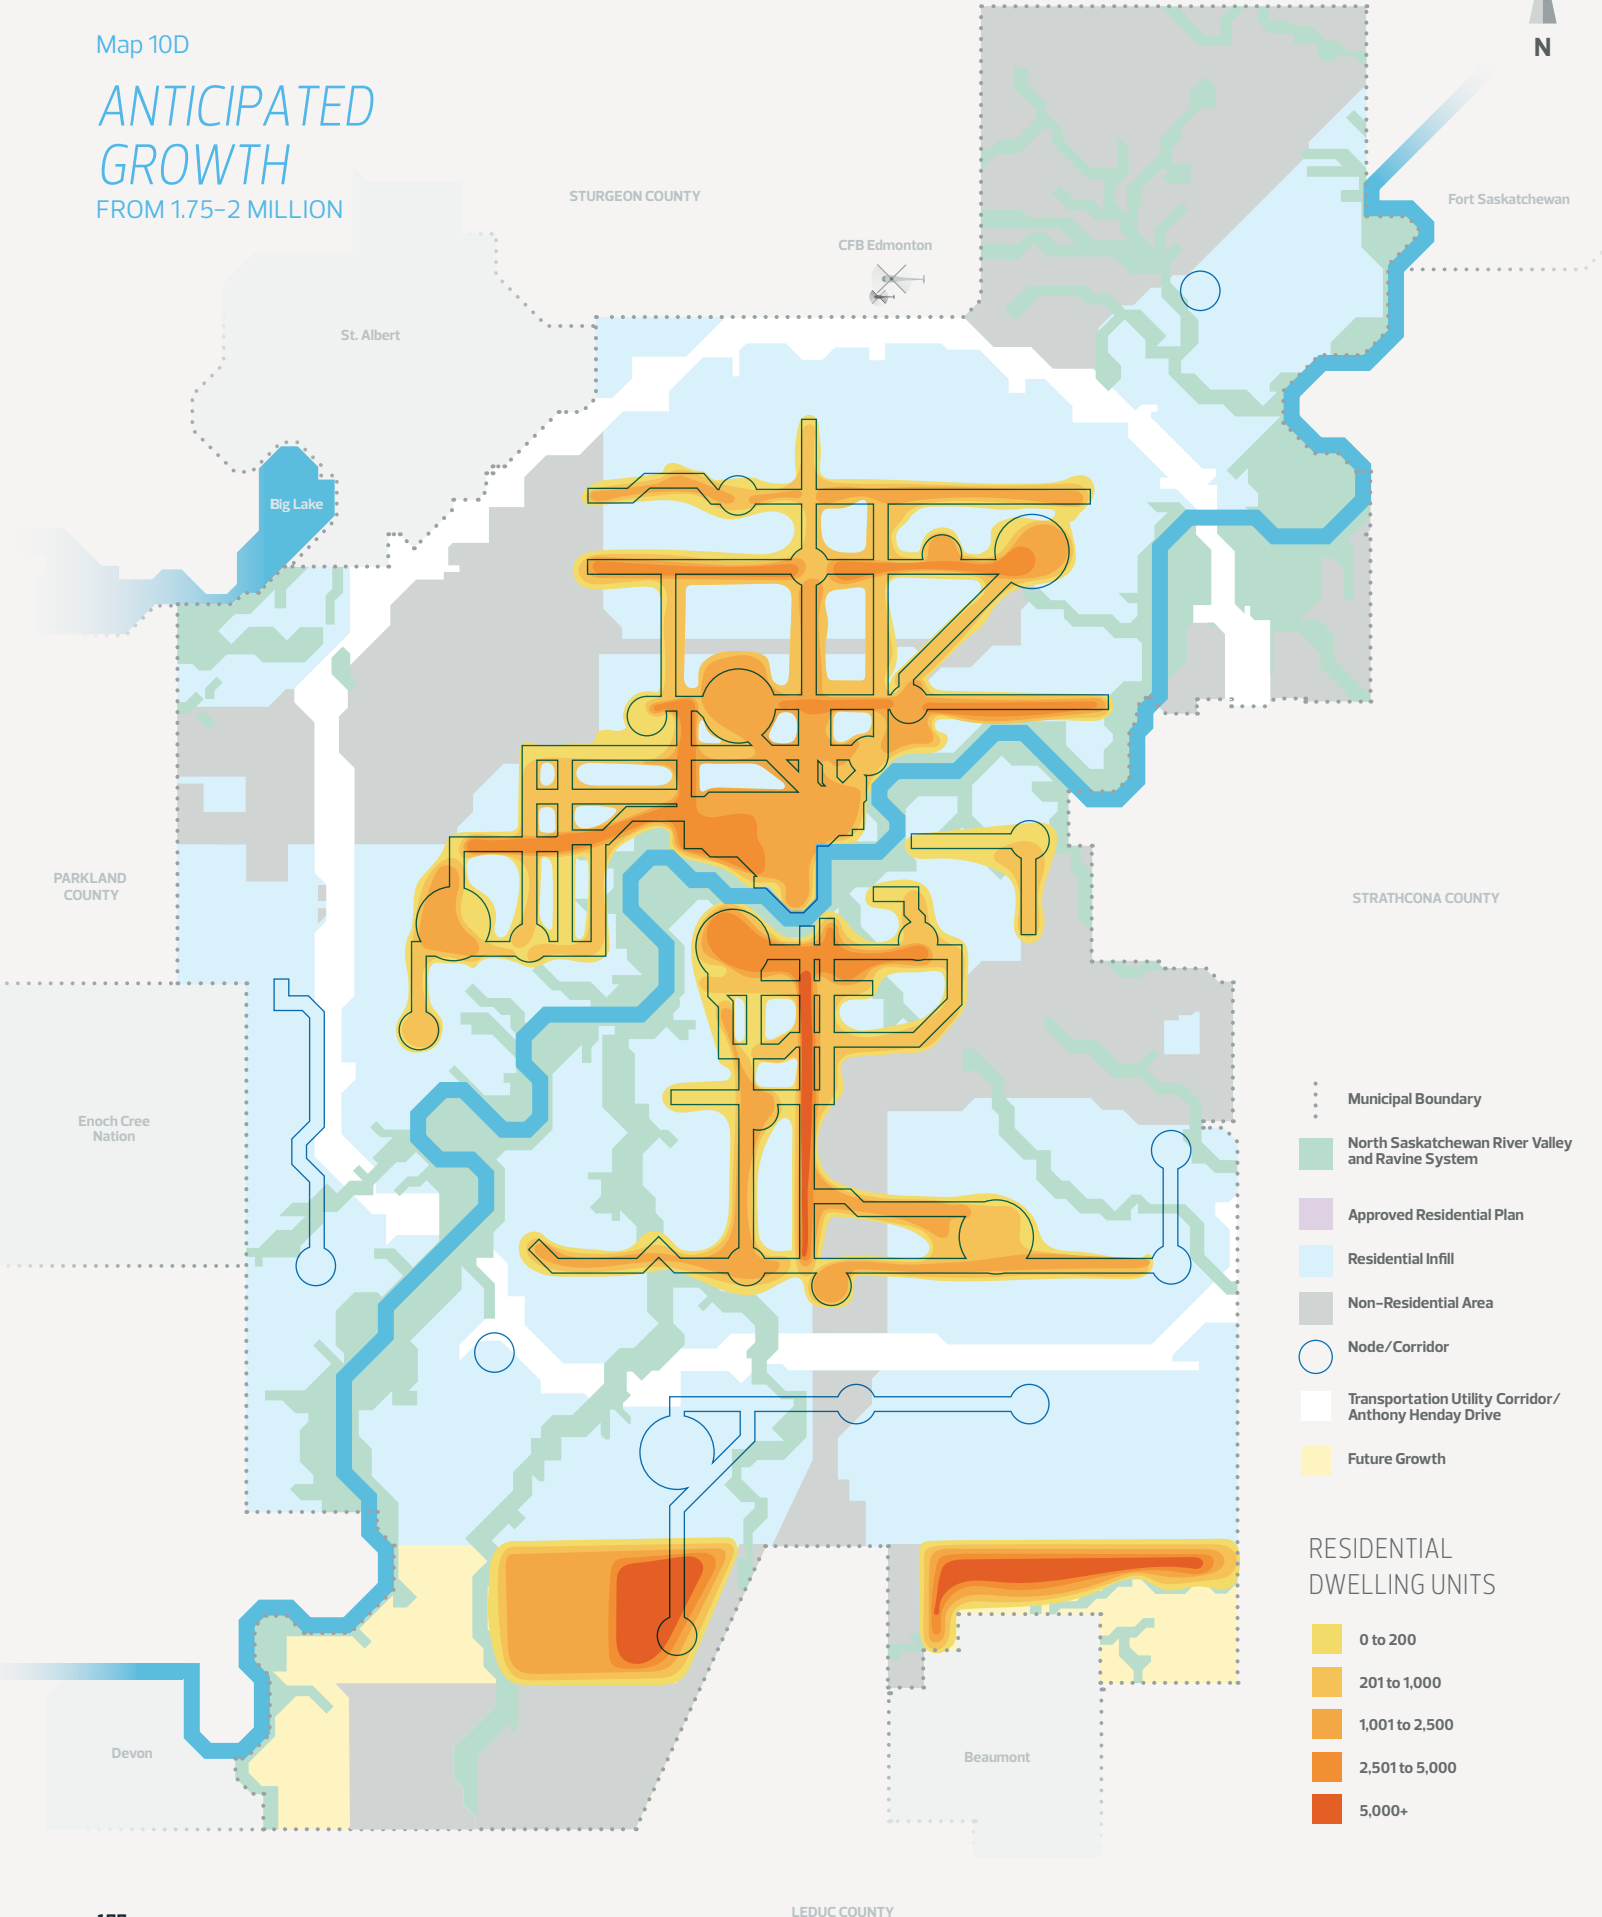 Map 10D
ANTICIPATED
GROWTH
FROM 1.75–2 MILLION
N
STURGEON COUNTY
Fort Saskatchewan
CFB Edmonton
St. Albert
Big Lake
PARKLAND
COUNTY
STRATHCONA COUNTY
Enoch Cree
Nation
Municipal Boundary
North Saskatchewan River Valley
and Ravine System
Approved Residential Plan
Residential Infill
Non-Residential Area
Node/Corridor
Transportation Utility Corridor/
Anthony Henday Drive
Future Growth
RESIDENTIAL
DWELLING UNITS
0 to 200
201 to 1,000
1,001 to 2,500
2,501 to 5,000
5,000+
Devon
Beaumont
LEDUC COUNTY